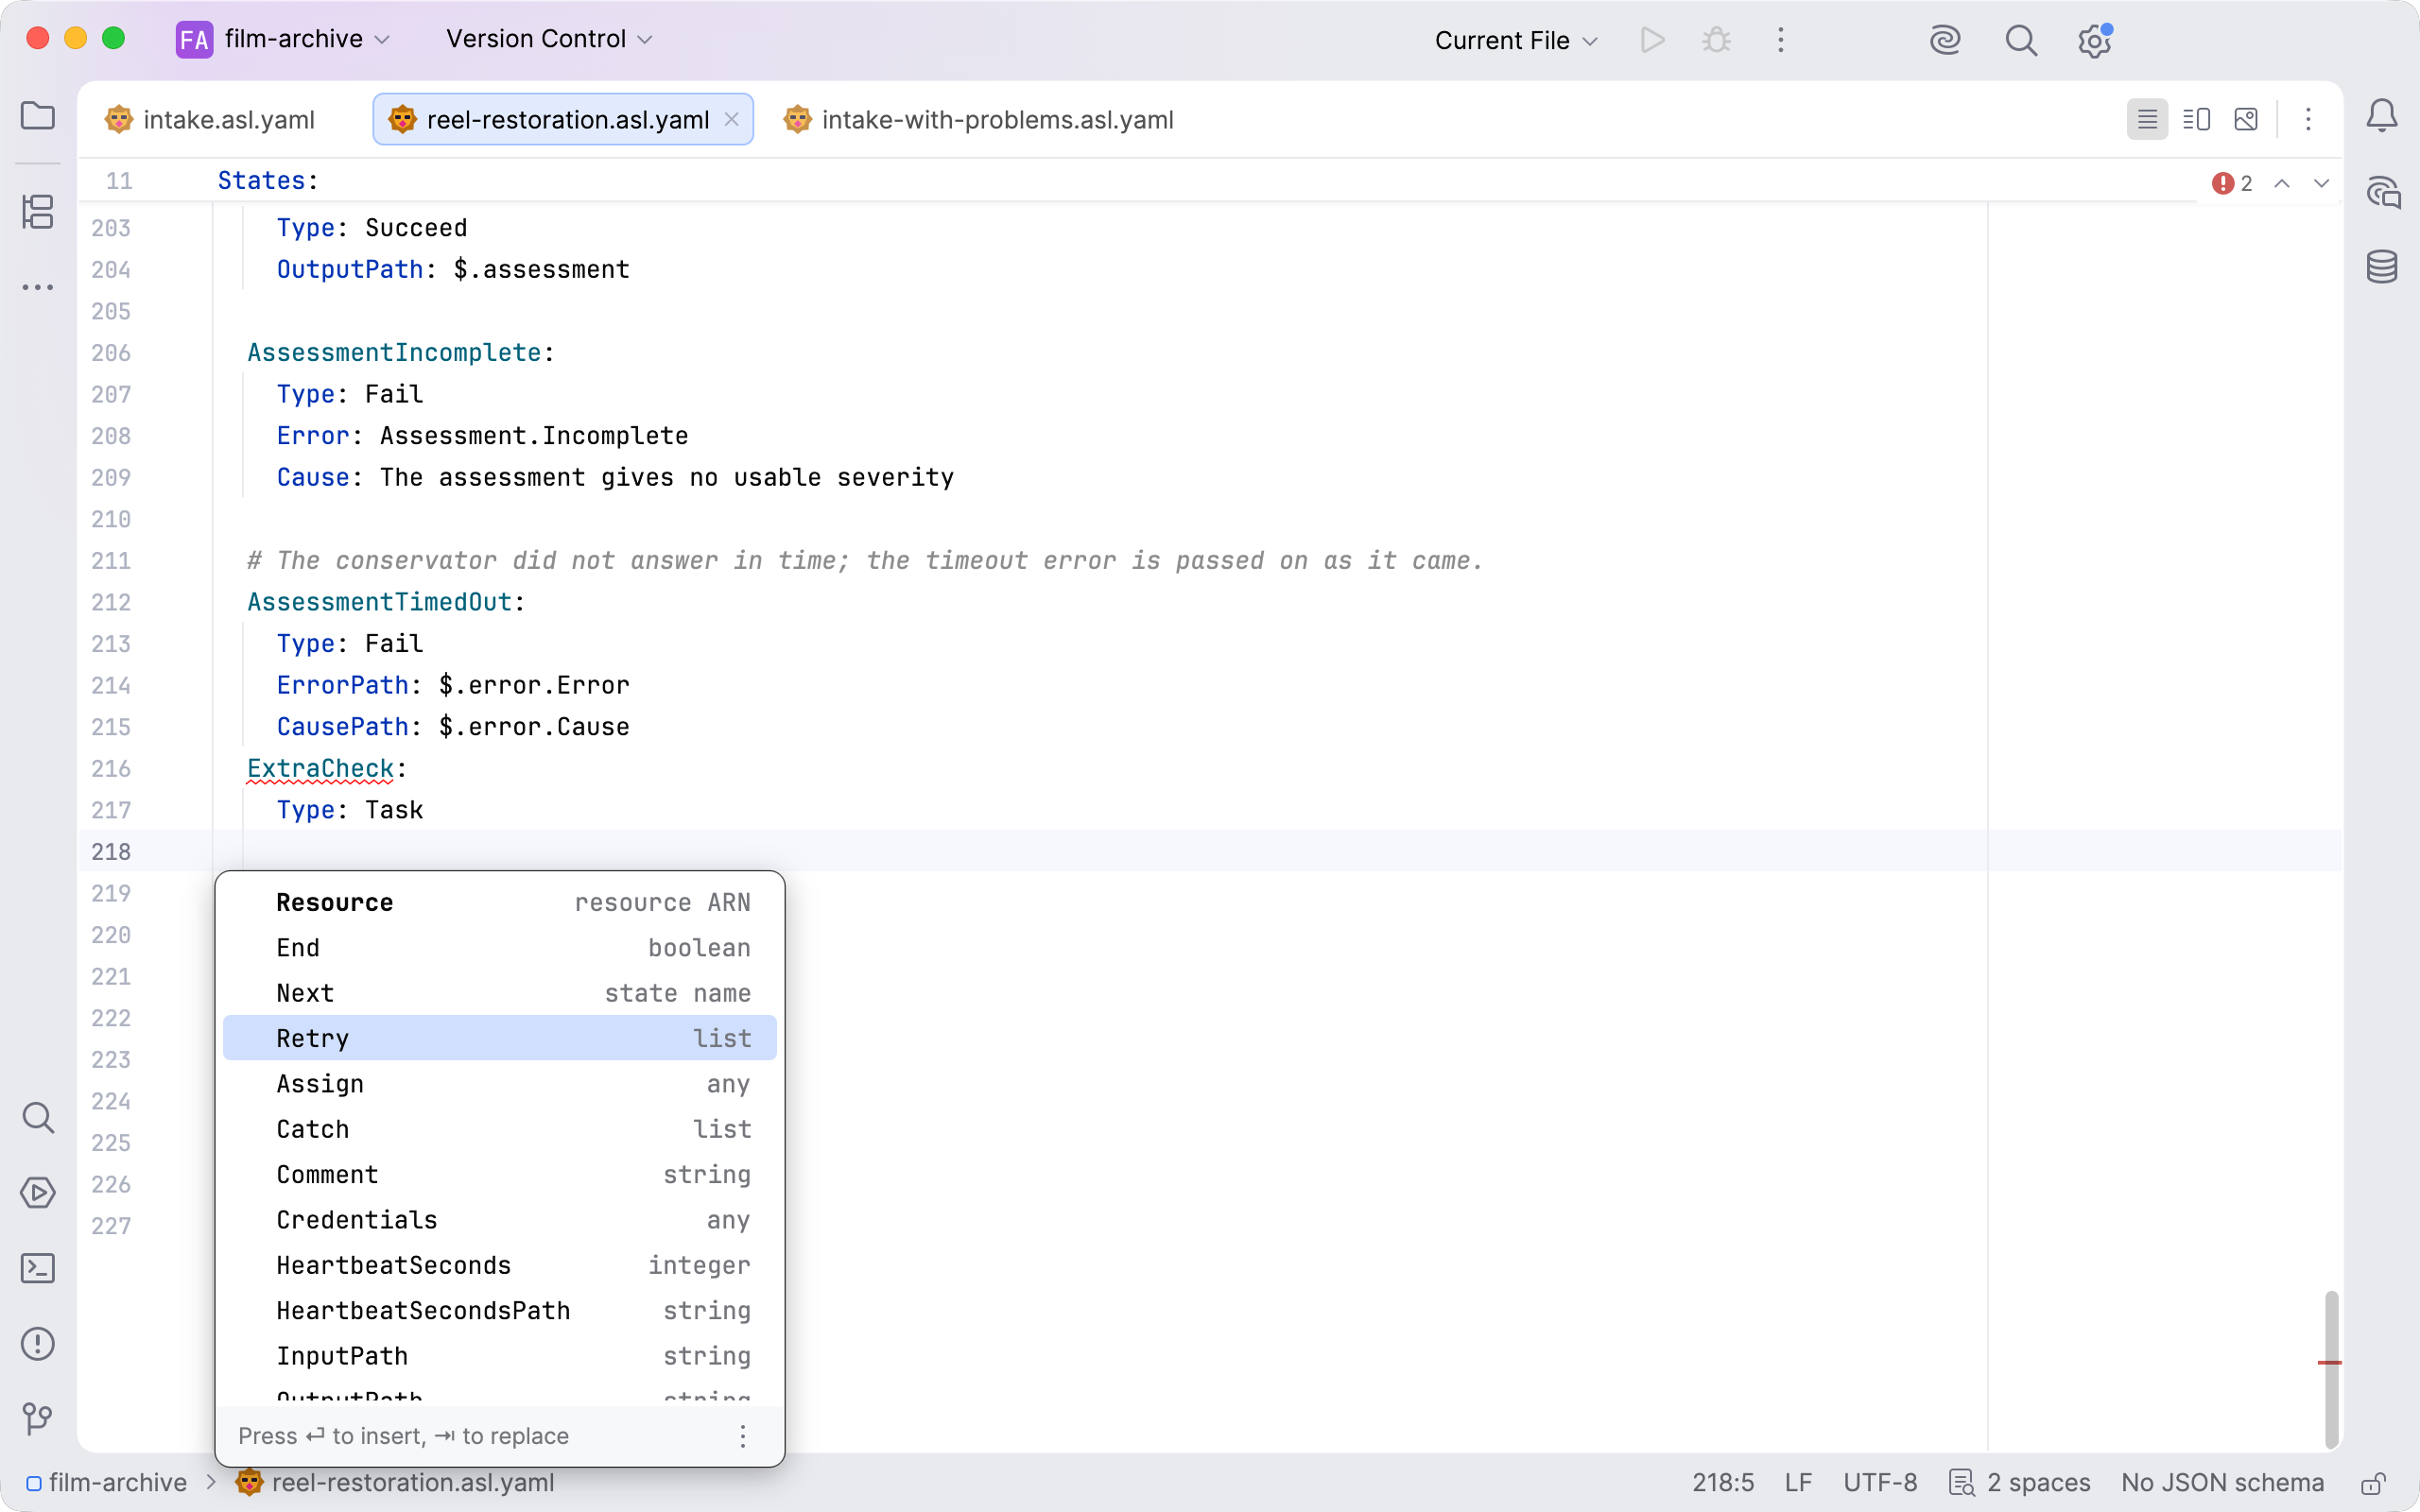 FA film-archive Version Control Current File
intake.asl.yaml reel-restoration.asl.yaml intake-with-problems.asl.yaml
11 States: 2
203 Type: Succeed
204 OutputPath: $.assessment
205
206 AssessmentIncomplete:
207 Type: Fail
208 Error: Assessment.Incomplete
209 Cause: The assessment gives no usable severity
210
211 # The conservator did not answer in time; the timeout error is passed on as it came.
212 AssessmentTimedOut:
213 Type: Fail
214 ErrorPath: $.error.Error
215 CausePath: $.error.Cause
216 ExtraCheck:
217 Type: Task
218
219
220
221
222
223
224
225
226
227
Resource resource ARN
End boolean
Next state name
Retry list
Assign any
Catch list
Comment string
Credentials any
HeartbeatSeconds integer
HeartbeatSecondsPath string
InputPath string
OutputPath string
Press ⏎ to insert, ⇥ to replace
film-archive > reel-restoration.asl.yaml 218:5 LF UTF-8 2 spaces No JSON schema